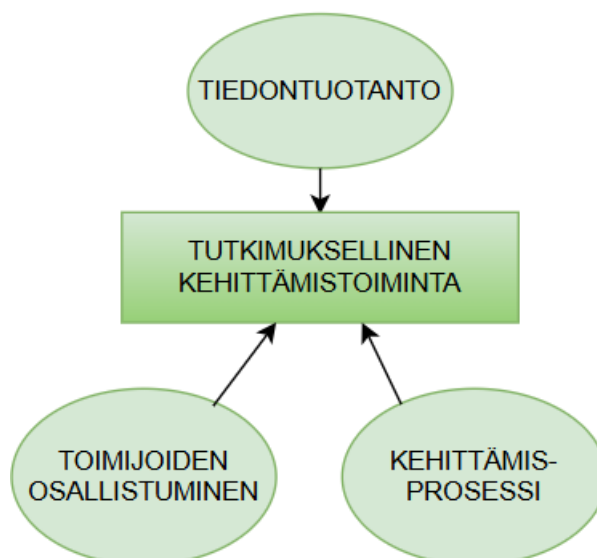 TIEDONTUOTANTO
TUTKIMUKSELLINEN
KEHITTÄMISTOIMINTA
TOIMIJOIDEN
OSALLISTUMINEN
KEHITTÄMIS-
PROSESSI